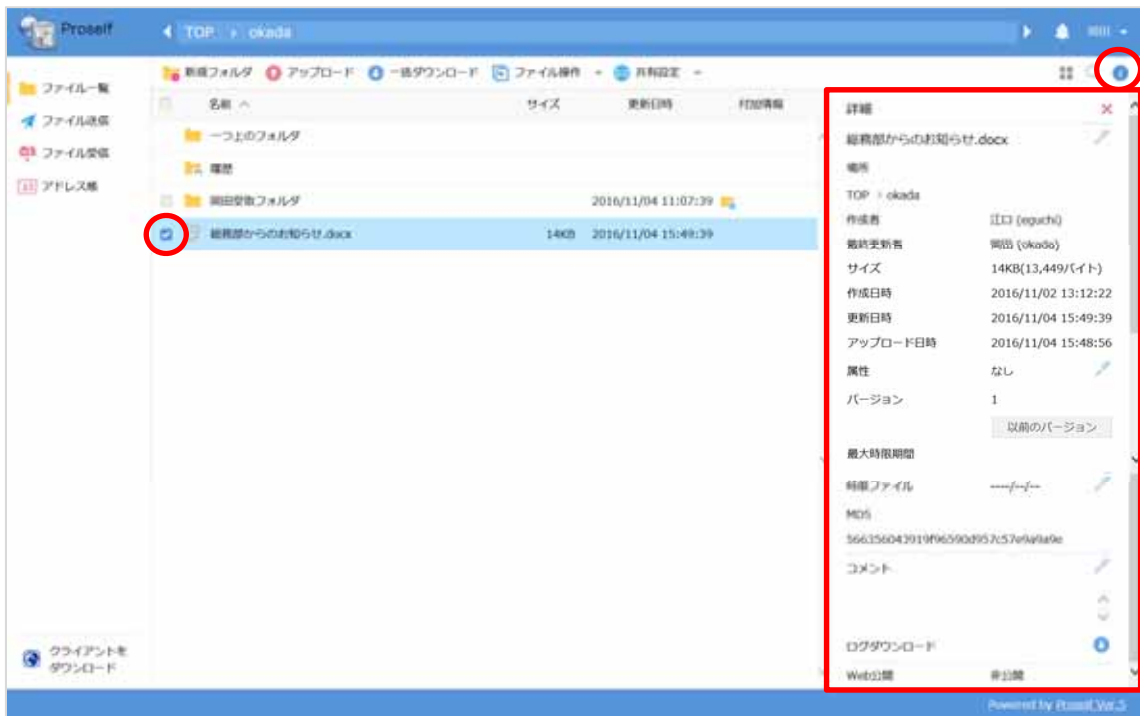 Proself
TOP › okada
岡田
新規フォルダ アップロード 一括ダウンロード ファイル操作 共有設定
ファイル一覧
ファイル送信
ファイル受信
アドレス帳
名前 サイズ 更新日時 付加情報
一つ上のフォルダ
履歴
岡田受取フォルダ 2016/11/04 11:07:39
総務部からのお知らせ.docx 14KB 2016/11/04 15:49:39
クライアントを
ダウンロード
詳細
総務部からのお知らせ.docx
場所
TOP › okada
作成者 江口 (eguchi)
最終更新者 岡田 (okada)
サイズ 14KB(13,449バイト)
作成日時 2016/11/02 13:12:22
更新日時 2016/11/04 15:49:39
アップロード日時 2016/11/04 15:48:56
属性 なし
バージョン 1
以前のバージョン
最大時限期間
時限ファイル ----/--/--
MD5
コメント
ログダウンロード
Web公開 非公開
Powered by Proself Ver.5